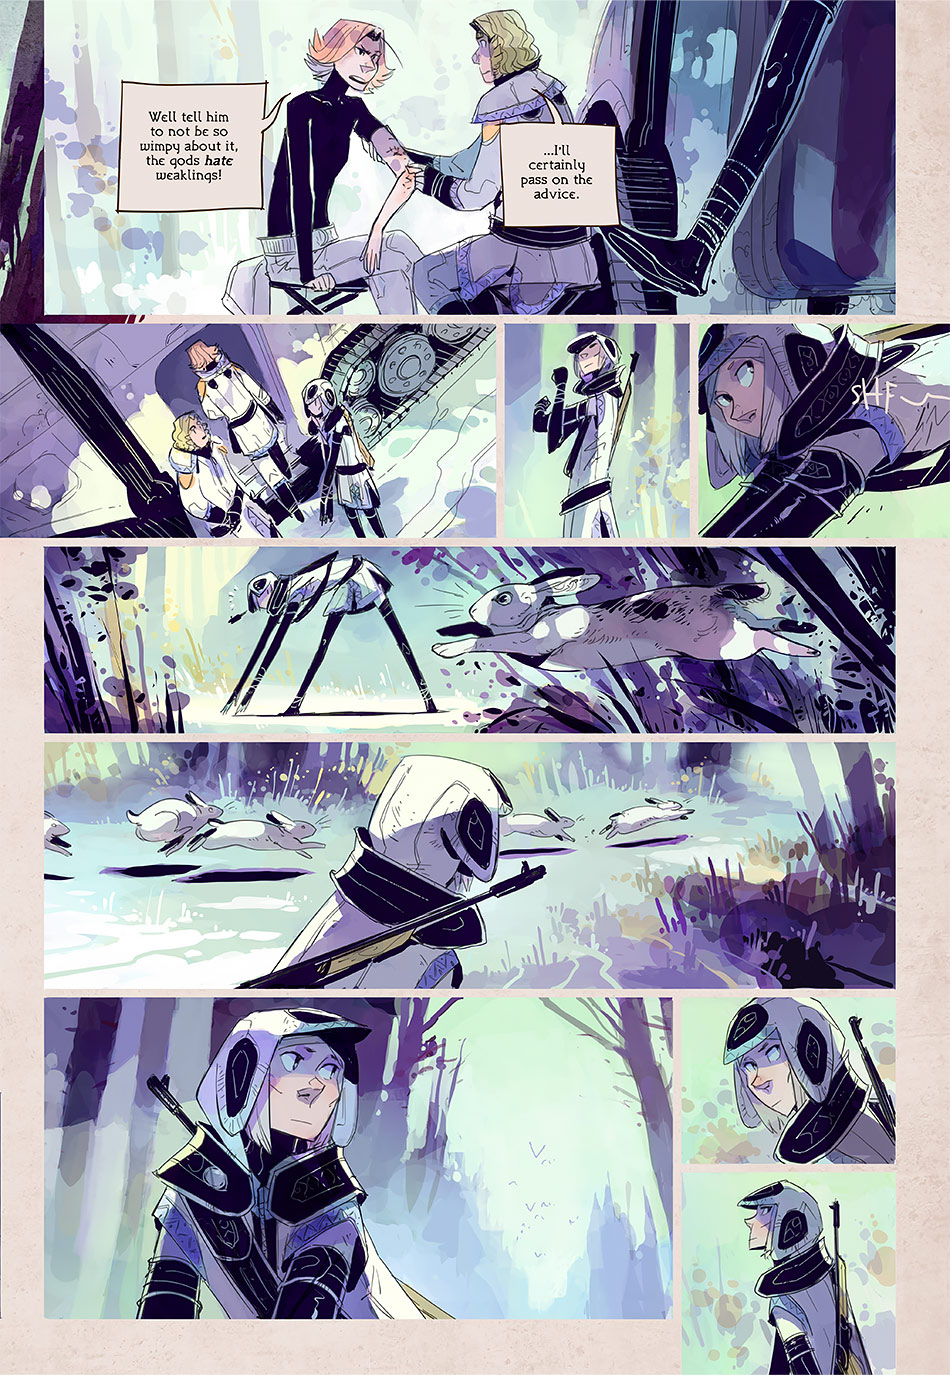 Well tell him
to not be so
wimpy about it,
the gods hate
weaklings!
...I'll
certainly
pass on the
advice.
SHF